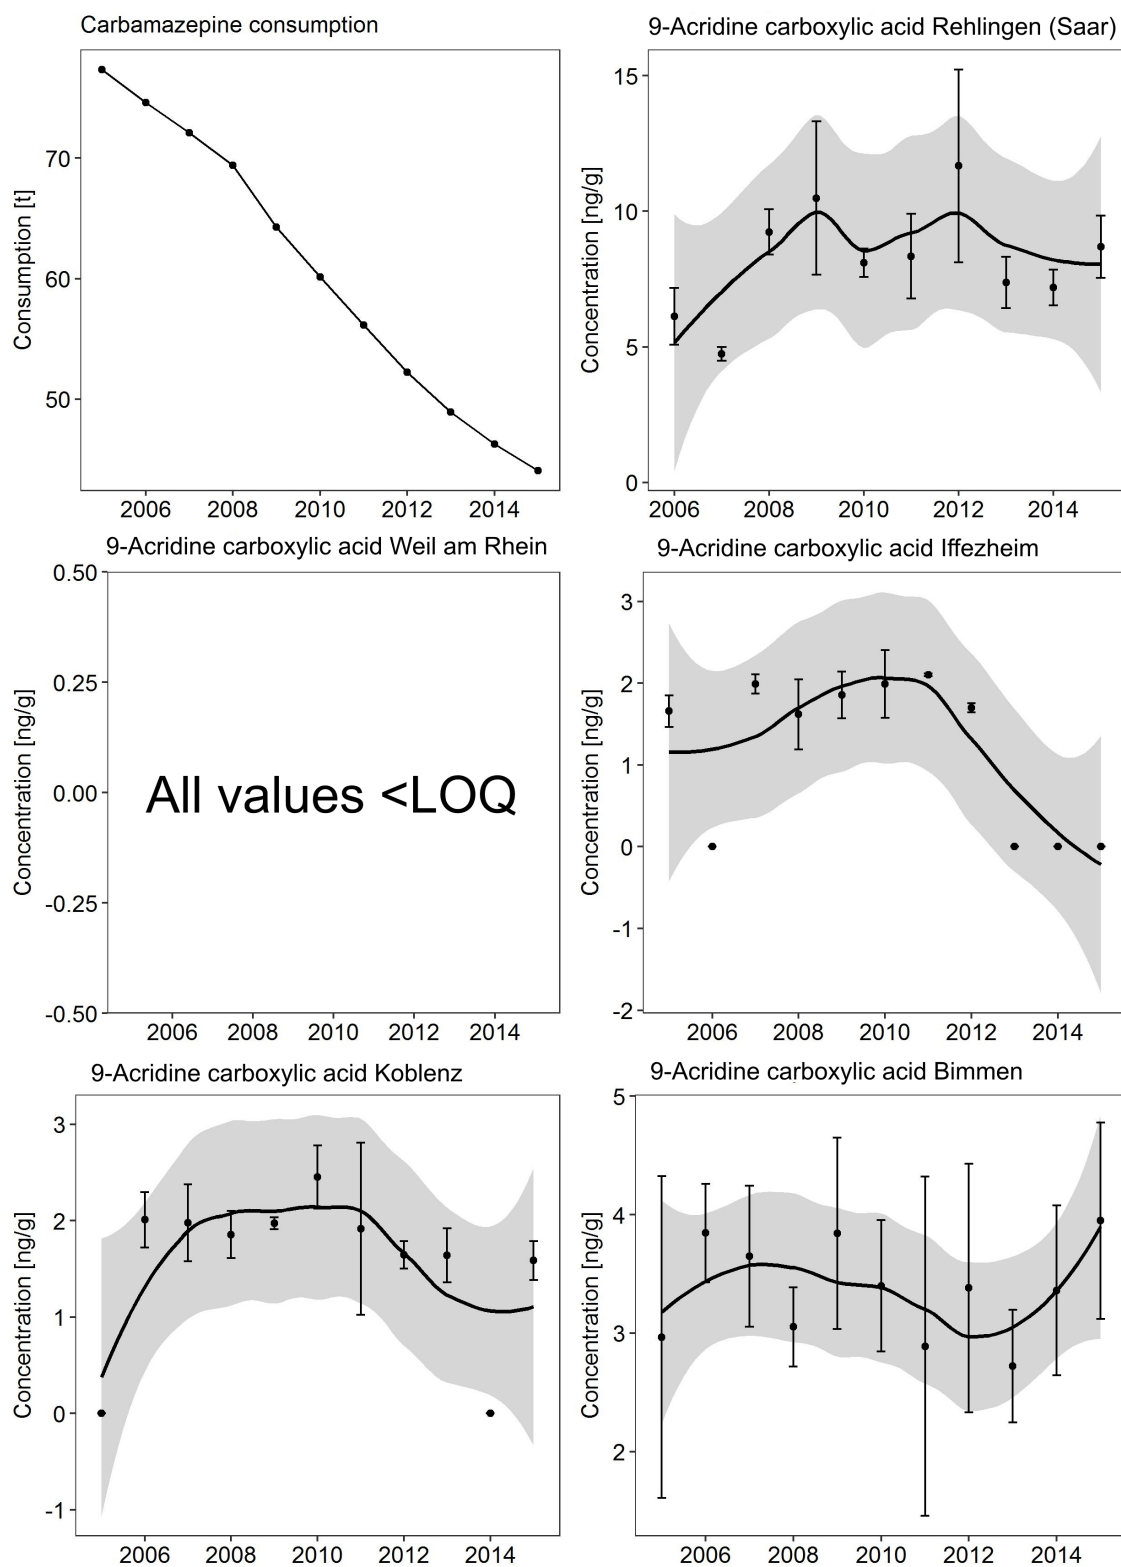 Carbamazepine consumption
Consumption [t]
70
60
50
2006 2008 2010 2012 2014
9-Acridine carboxylic acid Rehlingen (Saar)
Concentration [ng/g]
15
10
5
0
2006 2008 2010 2012 2014
9-Acridine carboxylic acid Weil am Rhein
Concentration [ng/g]
0.50
0.25
0.00
-0.25
-0.50
All values <LOQ
2006 2008 2010 2012 2014
9-Acridine carboxylic acid Iffezheim
Concentration [ng/g]
3
2
1
0
-1
-2
2006 2008 2010 2012 2014
9-Acridine carboxylic acid Koblenz
Concentration [ng/g]
3
2
1
0
-1
2006 2008 2010 2012 2014
9-Acridine carboxylic acid Bimmen
Concentration [ng/g]
5
4
3
2
2006 2008 2010 2012 2014